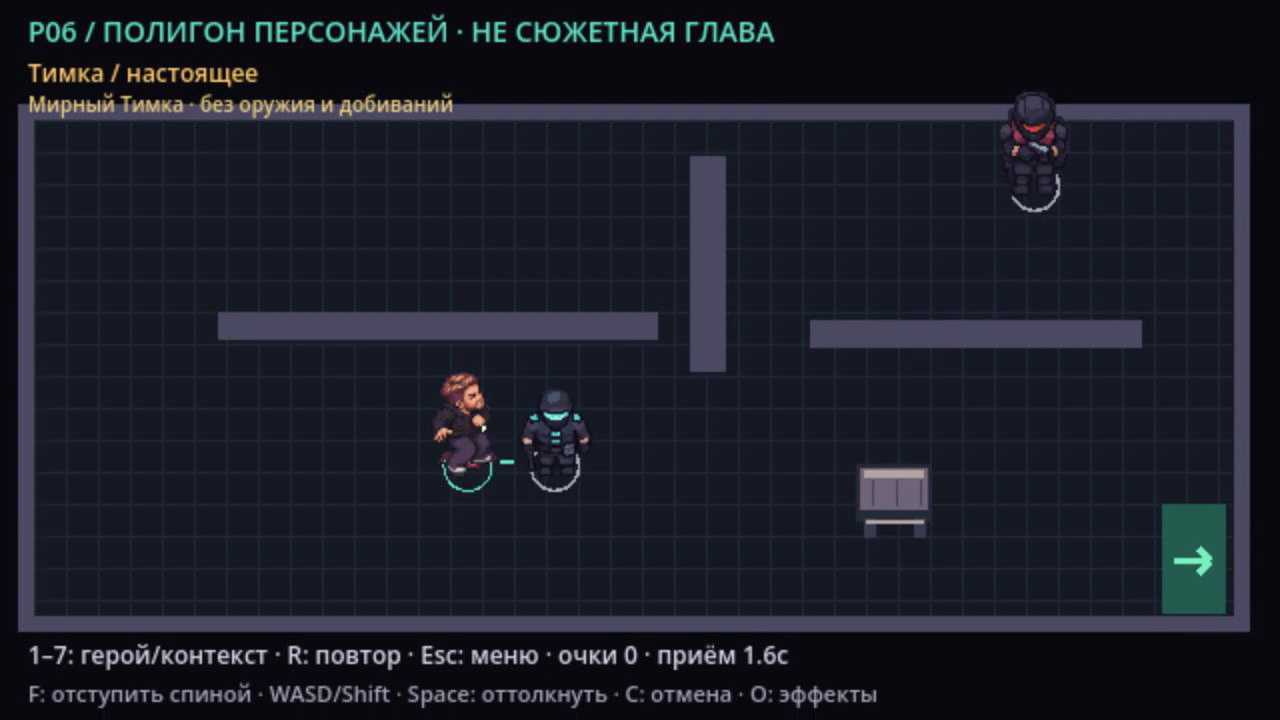 P06 / ПОЛИГОН ПЕРСОНАЖЕЙ · НЕ СЮЖЕТНАЯ ГЛАВА
Тимка / настоящее
Мирный Тимка · без оружия и добиваний
1–7: герой/контекст · R: повтор · Esc: меню · очки 0 · приём 1.6с
F: отступить спиной · WASD/Shift · Space: оттолкнуть · C: отмена · O: эффекты